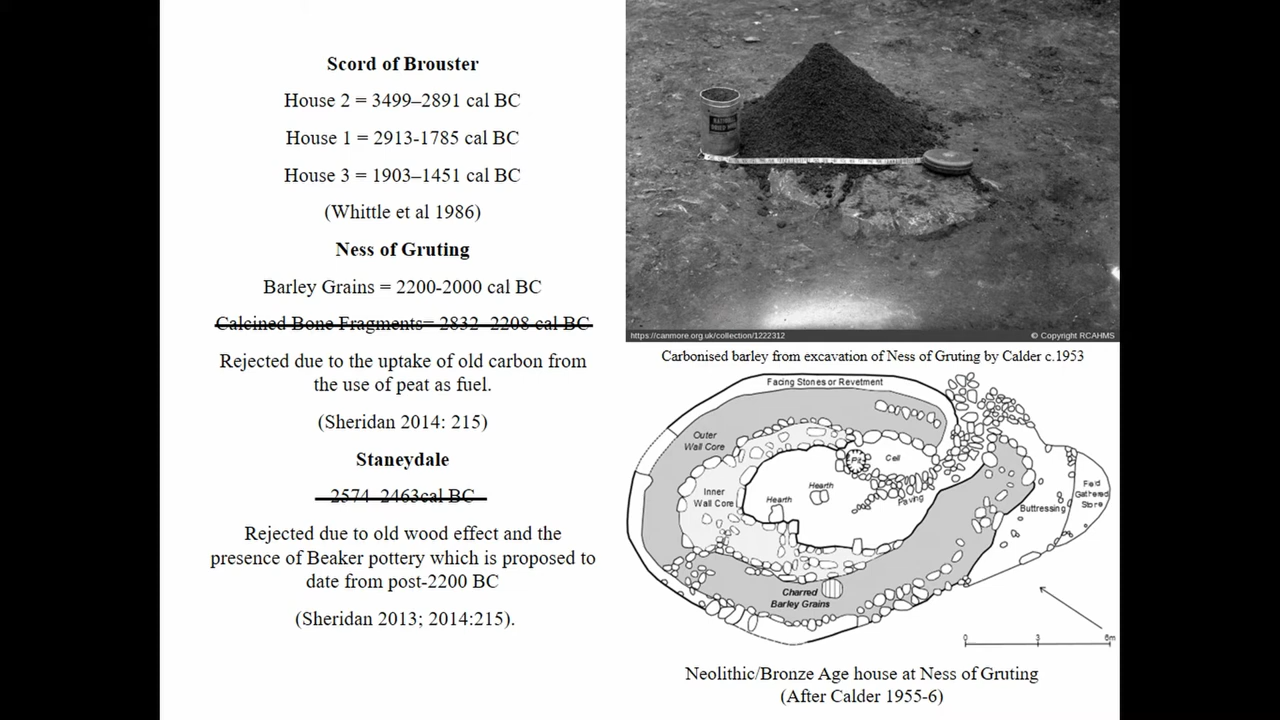 Scord of Brouster
House 2 = 3499–2891 cal BC
House 1 = 2913-1785 cal BC
House 3 = 1903–1451 cal BC
(Whittle et al 1986)
Ness of Gruting
Barley Grains = 2200-2000 cal BC
Calcined Bone Fragments= 2832–2208 cal BC
Rejected due to the uptake of old carbon from
the use of peat as fuel.
(Sheridan 2014: 215)
Staneydale
2574–2463cal BC
Rejected due to old wood effect and the
presence of Beaker pottery which is proposed to
date from post-2200 BC
(Sheridan 2013; 2014:215).
NATIONAL
DRIED MILK
https://canmore.org.uk/collection/1222312
© Copyright RCAHMS
Carbonised barley from excavation of Ness of Gruting by Calder c.1953
Facing Stones or Revetment
Outer
Wall Core
Inner
Wall Core
Hearth
Hearth
Pit
Cell
Paving
Buttressing
Field
Gathered
Stone
Charred
Barley Grains
0 3 6m
Neolithic/Bronze Age house at Ness of Gruting
(After Calder 1955-6)